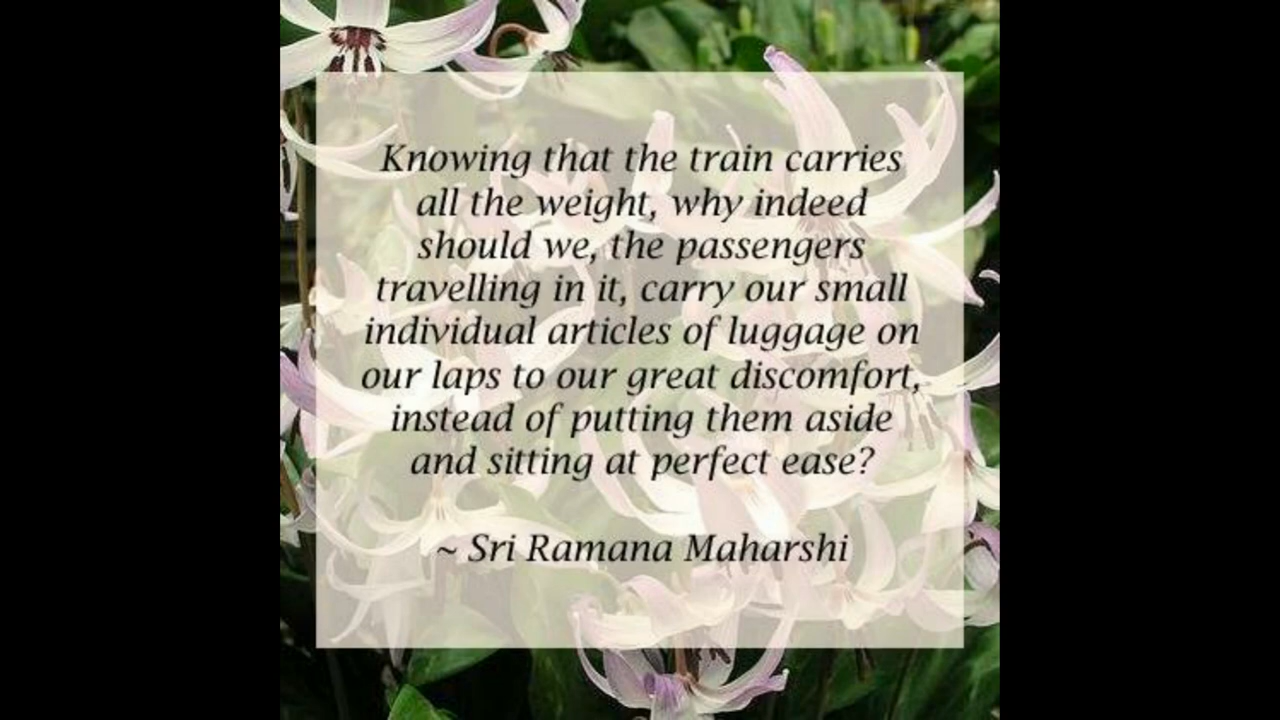 Knowing that the train carries
all the weight, why indeed
should we, the passengers
travelling in it, carry our small
individual articles of luggage on
our laps to our great discomfort,
instead of putting them aside
and sitting at perfect ease?
~ Sri Ramana Maharshi